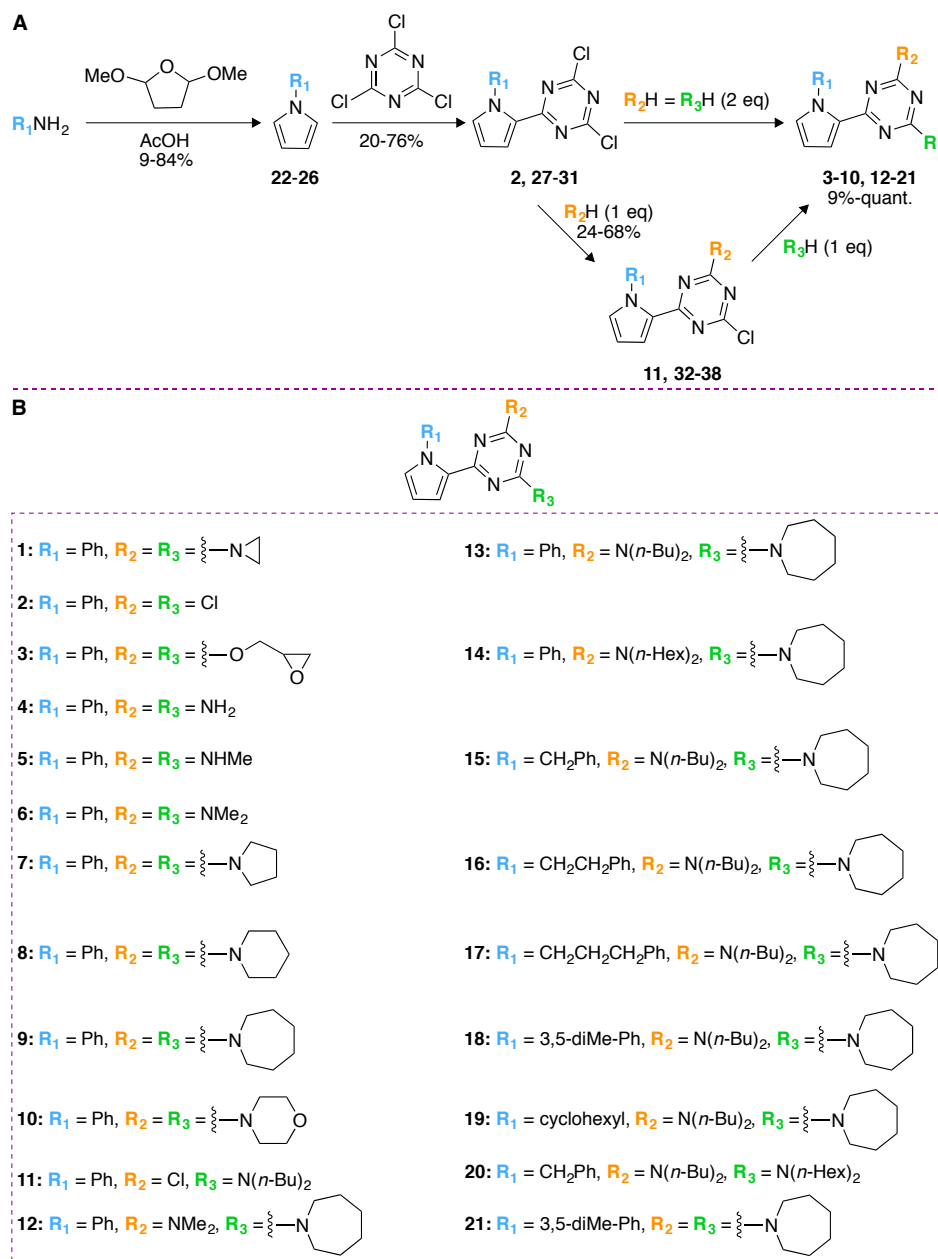 A
MeO O OMe
R1NH2
AcOH
9-84%
R1
N
22-26
Cl
N N
Cl N Cl
20-76%
R1 Cl
N N N
N Cl
2, 27-31
R2H = R3H (2 eq)
R1 R2
N N N
N R
3-10, 12-21
9%-quant.
R2H (1 eq)
24-68%
R3H (1 eq)
R1 R2
N N N
N Cl
11, 32-38
B
R1 R2
N N N
N R3
1: R1 = Ph, R2 = R3 = N
2: R1 = Ph, R2 = R3 = Cl
3: R1 = Ph, R2 = R3 = O O
4: R1 = Ph, R2 = R3 = NH2
5: R1 = Ph, R2 = R3 = NHMe
6: R1 = Ph, R2 = R3 = NMe2
7: R1 = Ph, R2 = R3 = N
8: R1 = Ph, R2 = R3 = N
9: R1 = Ph, R2 = R3 = N
10: R1 = Ph, R2 = R3 = N O
11: R1 = Ph, R2 = Cl, R3 = N(n-Bu)2
12: R1 = Ph, R2 = NMe2, R3 = N
13: R1 = Ph, R2 = N(n-Bu)2, R3 = N
14: R1 = Ph, R2 = N(n-Hex)2, R3 = N
15: R1 = CH2Ph, R2 = N(n-Bu)2, R3 = N
16: R1 = CH2CH2Ph, R2 = N(n-Bu)2, R3 = N
17: R1 = CH2CH2CH2Ph, R2 = N(n-Bu)2, R3 = N
18: R1 = 3,5-diMe-Ph, R2 = N(n-Bu)2, R3 = N
19: R1 = cyclohexyl, R2 = N(n-Bu)2, R3 = N
20: R1 = CH2Ph, R2 = N(n-Bu)2, R3 = N(n-Hex)2
21: R1 = 3,5-diMe-Ph, R2 = R3 = N